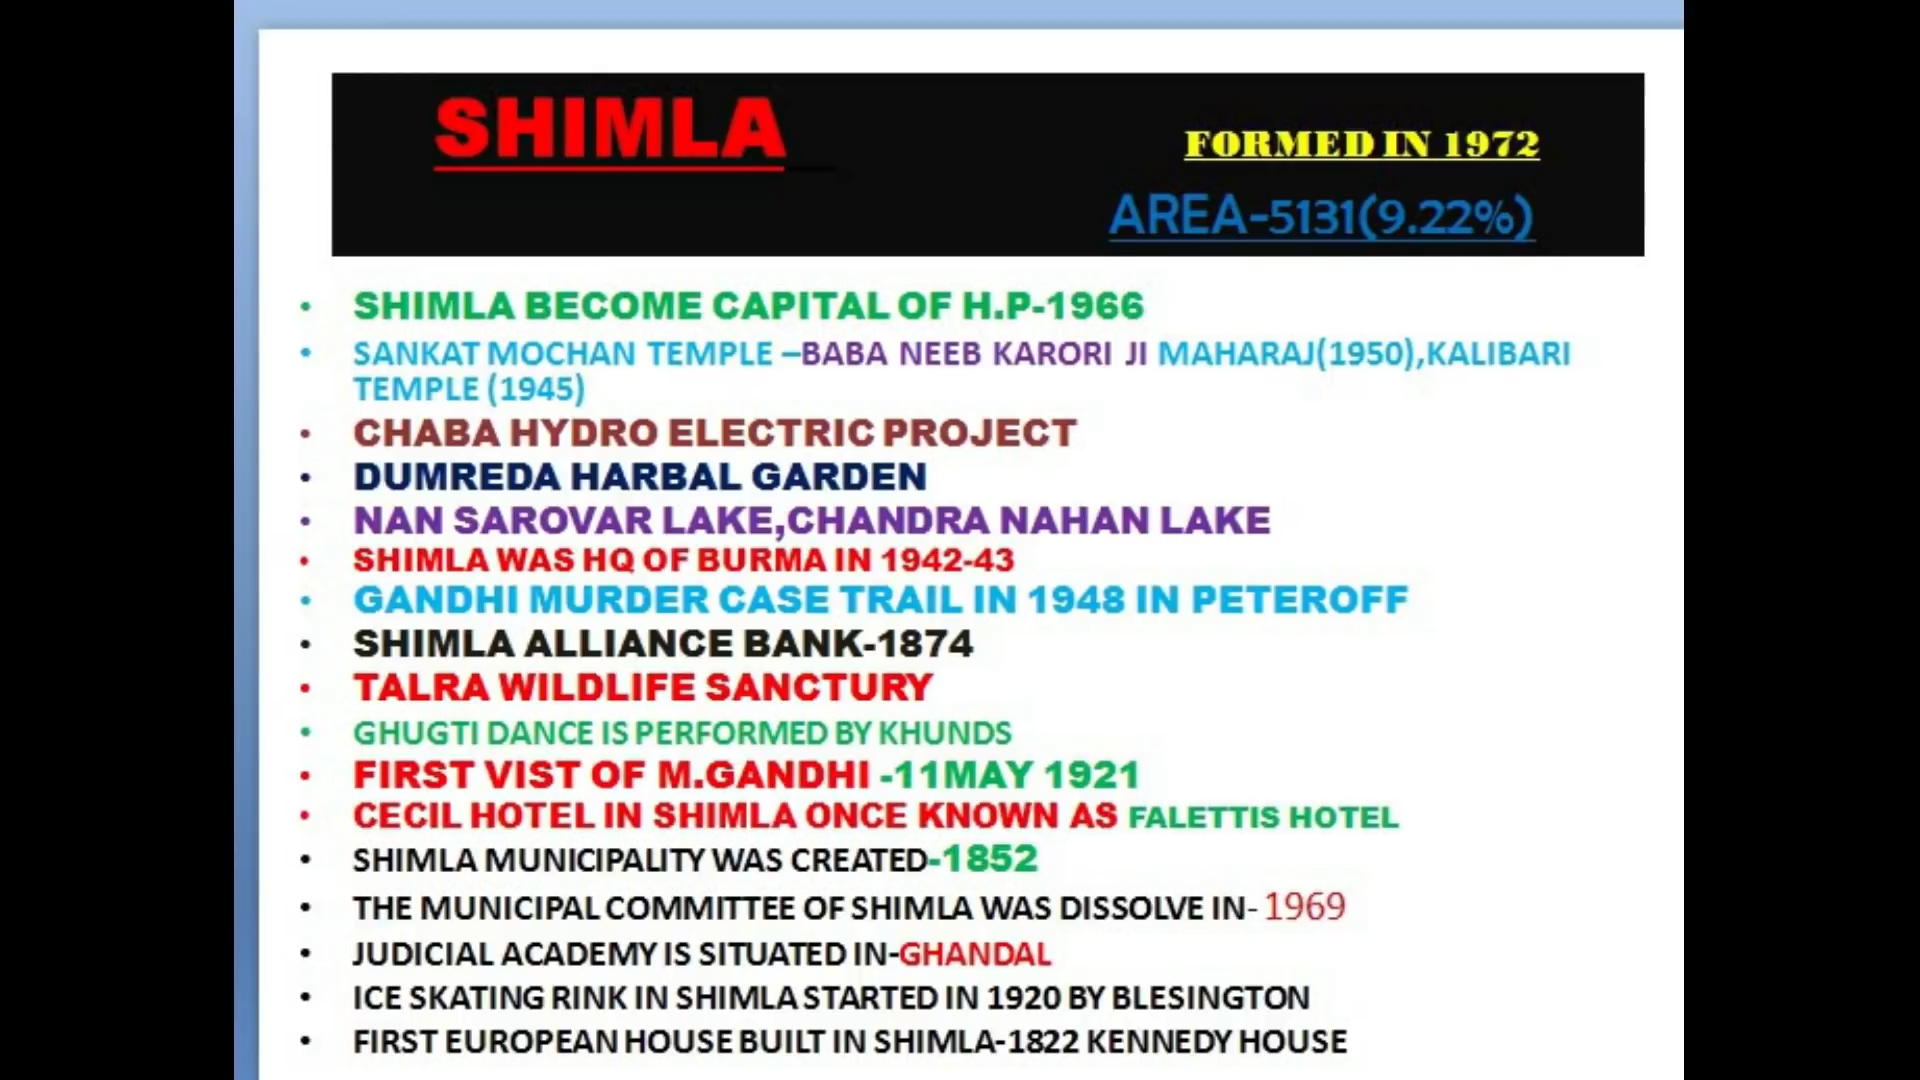 SHIMLA
FORMED IN 1972
AREA-5131(9.22%)
• SHIMLA BECOME CAPITAL OF H.P-1966
• SANKAT MOCHAN TEMPLE –BABA NEEB KARORI JI MAHARAJ(1950),KALIBARI
TEMPLE (1945)
• CHABA HYDRO ELECTRIC PROJECT
• DUMREDA HARBAL GARDEN
• NAN SAROVAR LAKE,CHANDRA NAHAN LAKE
• SHIMLA WAS HQ OF BURMA IN 1942-43
• GANDHI MURDER CASE TRAIL IN 1948 IN PETEROFF
• SHIMLA ALLIANCE BANK-1874
• TALRA WILDLIFE SANCTURY
• GHUGTI DANCE IS PERFORMED BY KHUNDS
• FIRST VIST OF M.GANDHI -11MAY 1921
• CECIL HOTEL IN SHIMLA ONCE KNOWN AS FALETTIS HOTEL
• SHIMLA MUNICIPALITY WAS CREATED-1852
• THE MUNICIPAL COMMITTEE OF SHIMLA WAS DISSOLVE IN- 1969
• JUDICIAL ACADEMY IS SITUATED IN-GHANDAL
• ICE SKATING RINK IN SHIMLA STARTED IN 1920 BY BLESINGTON
• FIRST EUROPEAN HOUSE BUILT IN SHIMLA-1822 KENNEDY HOUSE